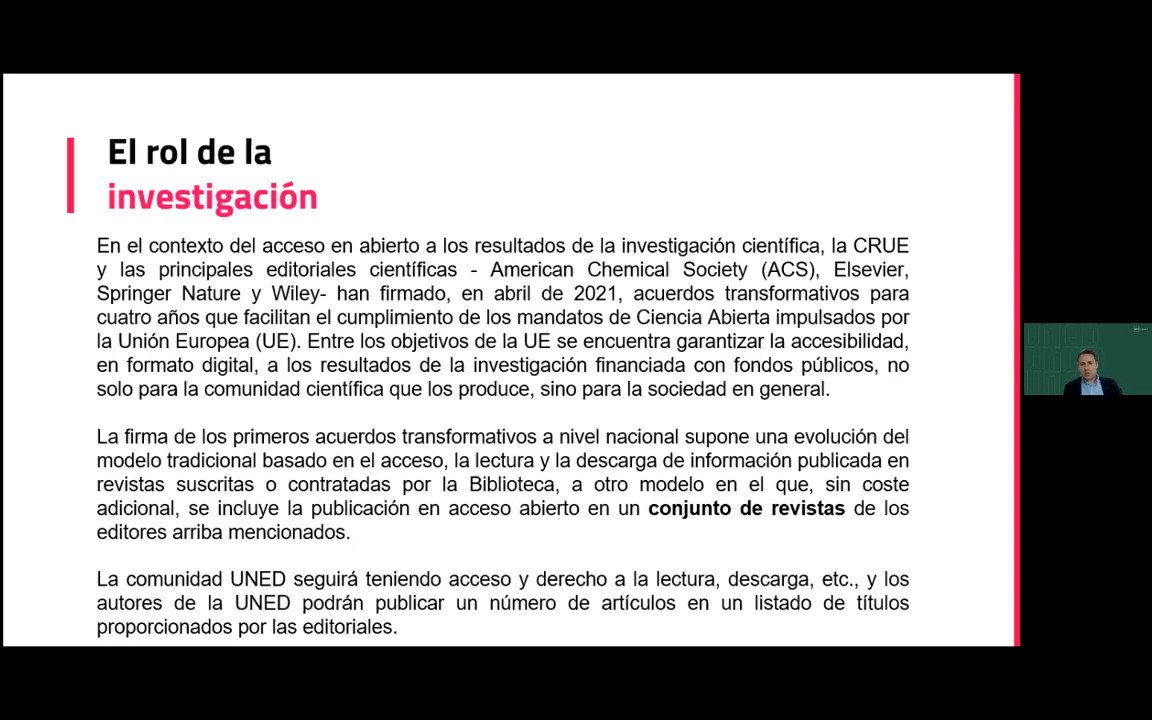 El rol de la
investigación
En el contexto del acceso en abierto a los resultados de la investigación científica, la CRUE
y las principales editoriales científicas - American Chemical Society (ACS), Elsevier,
Springer Nature y Wiley- han firmado, en abril de 2021, acuerdos transformativos para
cuatro años que facilitan el cumplimiento de los mandatos de Ciencia Abierta impulsados por
la Unión Europea (UE). Entre los objetivos de la UE se encuentra garantizar la accesibilidad,
en formato digital, a los resultados de la investigación financiada con fondos públicos, no
solo para la comunidad científica que los produce, sino para la sociedad en general.
La firma de los primeros acuerdos transformativos a nivel nacional supone una evolución del
modelo tradicional basado en el acceso, la lectura y la descarga de información publicada en
revistas suscritas o contratadas por la Biblioteca, a otro modelo en el que, sin coste
adicional, se incluye la publicación en acceso abierto en un conjunto de revistas de los
editores arriba mencionados.
La comunidad UNED seguirá teniendo acceso y derecho a la lectura, descarga, etc., y los
autores de la UNED podrán publicar un número de artículos en un listado de títulos
proporcionados por las editoriales.